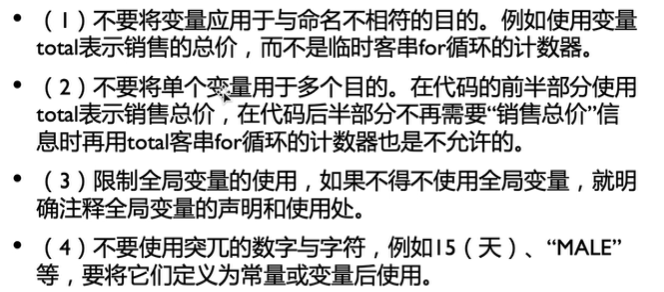 • （1）不要将变量应用于与命名不相符的目的。例如使用变量
total表示销售的总价，而不是临时客串for循环的计数器。
• （2）不要将单个变量用于多个目的。在代码的前半部分使用
total表示销售总价，在代码后半部分不再需要“销售总价”信
息时再用total客串for循环的计数器也是不允许的。
• （3）限制全局变量的使用，如果不得不使用全局变量，就明
确注释全局变量的声明和使用处。
• （4）不要使用突兀的数字与字符，例如15（天）、“MALE”
等，要将它们定义为常量或变量后使用。